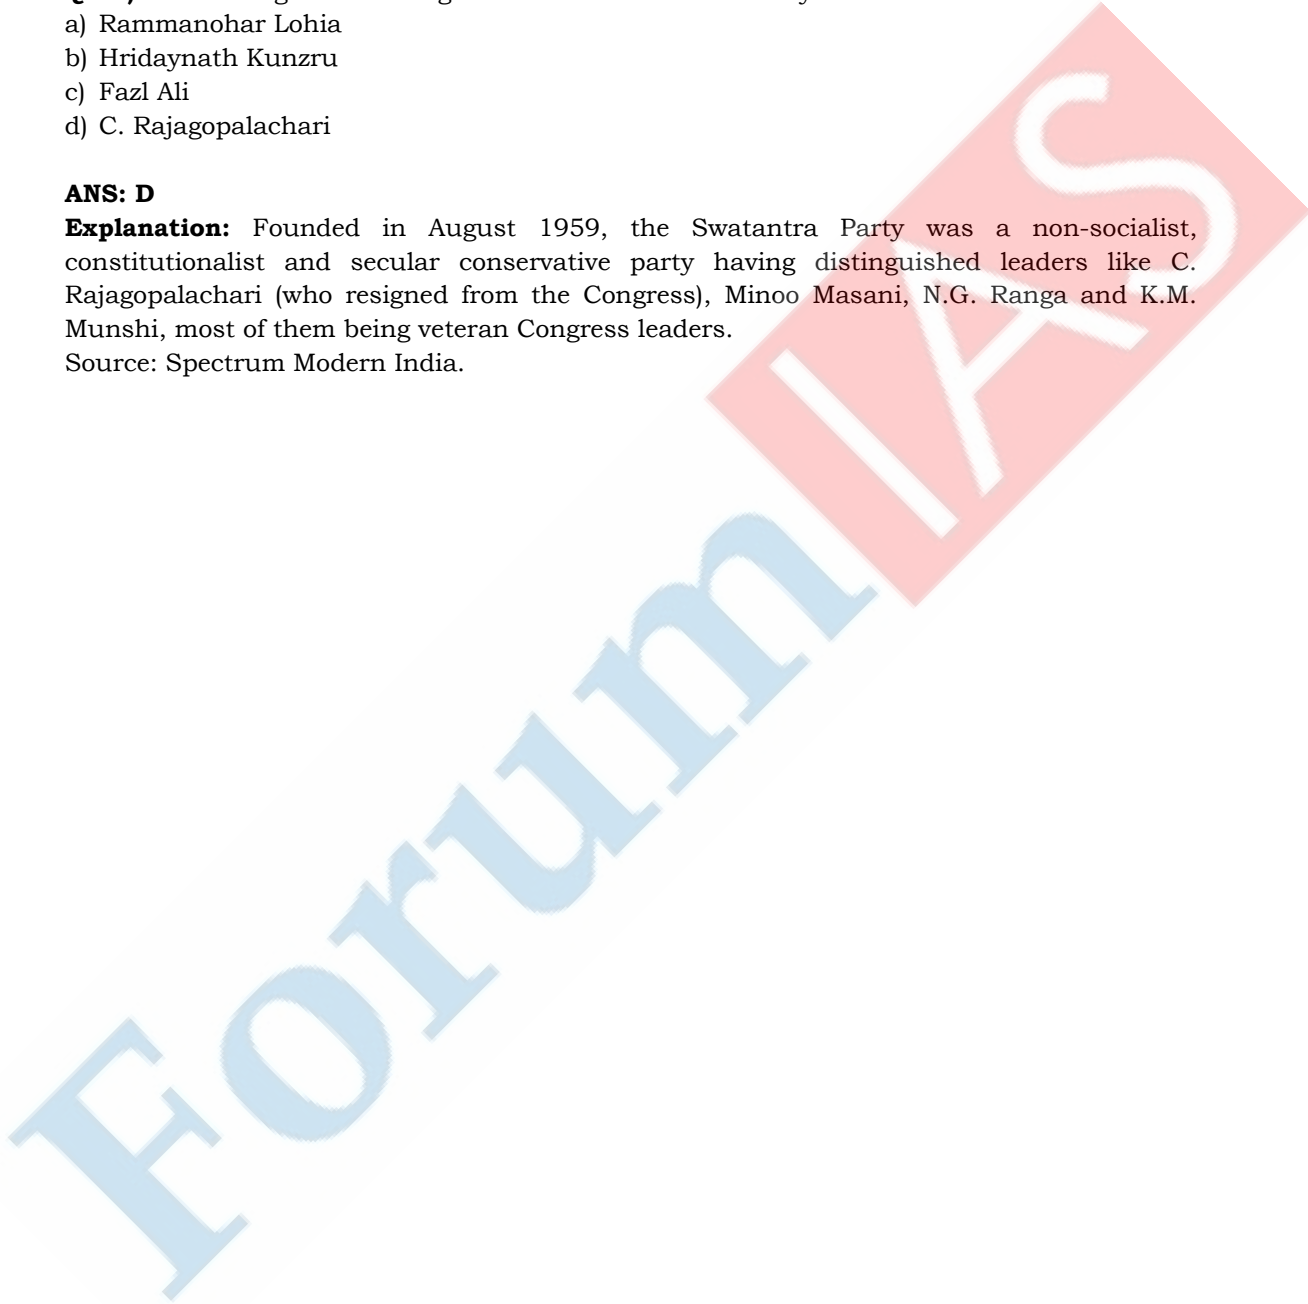 a) Rammanohar Lohia
b) Hridaynath Kunzru
c) Fazl Ali
d) C. Rajagopalachari
ANS: D
Explanation: Founded in August 1959, the Swatantra Party was a non-socialist,
constitutionalist and secular conservative party having distinguished leaders like C.
Rajagopalachari (who resigned from the Congress), Minoo Masani, N.G. Ranga and K.M.
Munshi, most of them being veteran Congress leaders.
Source: Spectrum Modern India.
Forum IAS